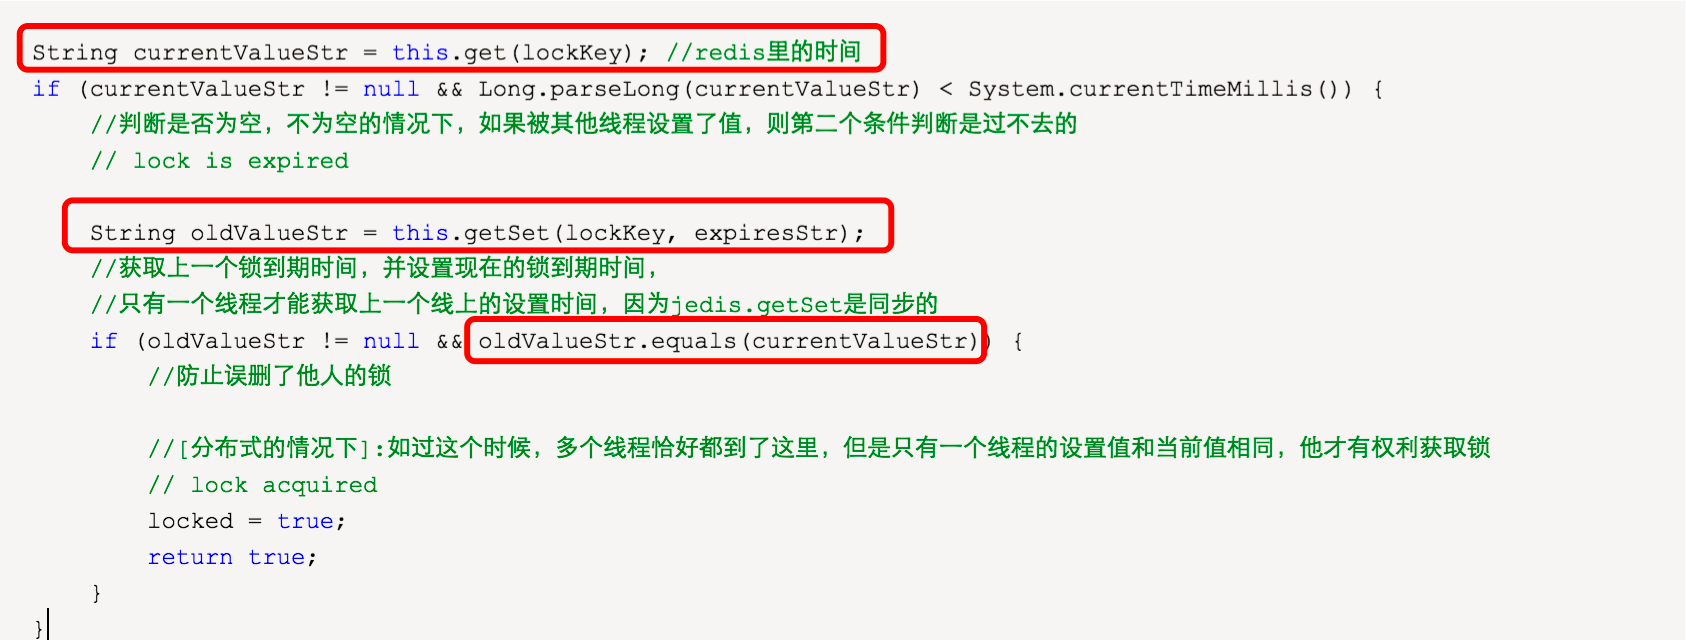 String currentValueStr = this.get(lockKey); //redis里的时间
if (currentValueStr != null && Long.parseLong(currentValueStr) < System.currentTimeMillis()) {
//判断是否为空，不为空的情况下，如果被其他线程设置了值，则第二个条件判断是过不去的
// lock is expired
String oldValueStr = this.getSet(lockKey, expiresStr);
//获取上一个锁到期时间，并设置现在的锁到期时间，
//只有一个线程才能获取上一个线上的设置时间，因为jedis.getSet是同步的
if (oldValueStr != null && oldValueStr.equals(currentValueStr)) {
//防止误删了他人的锁
//[分布式的情况下]:如过这个时候，多个线程恰好都到了这里，但是只有一个线程的设置值和当前值相同，他才有权利获取锁
// lock acquired
locked = true;
return true;
}
}